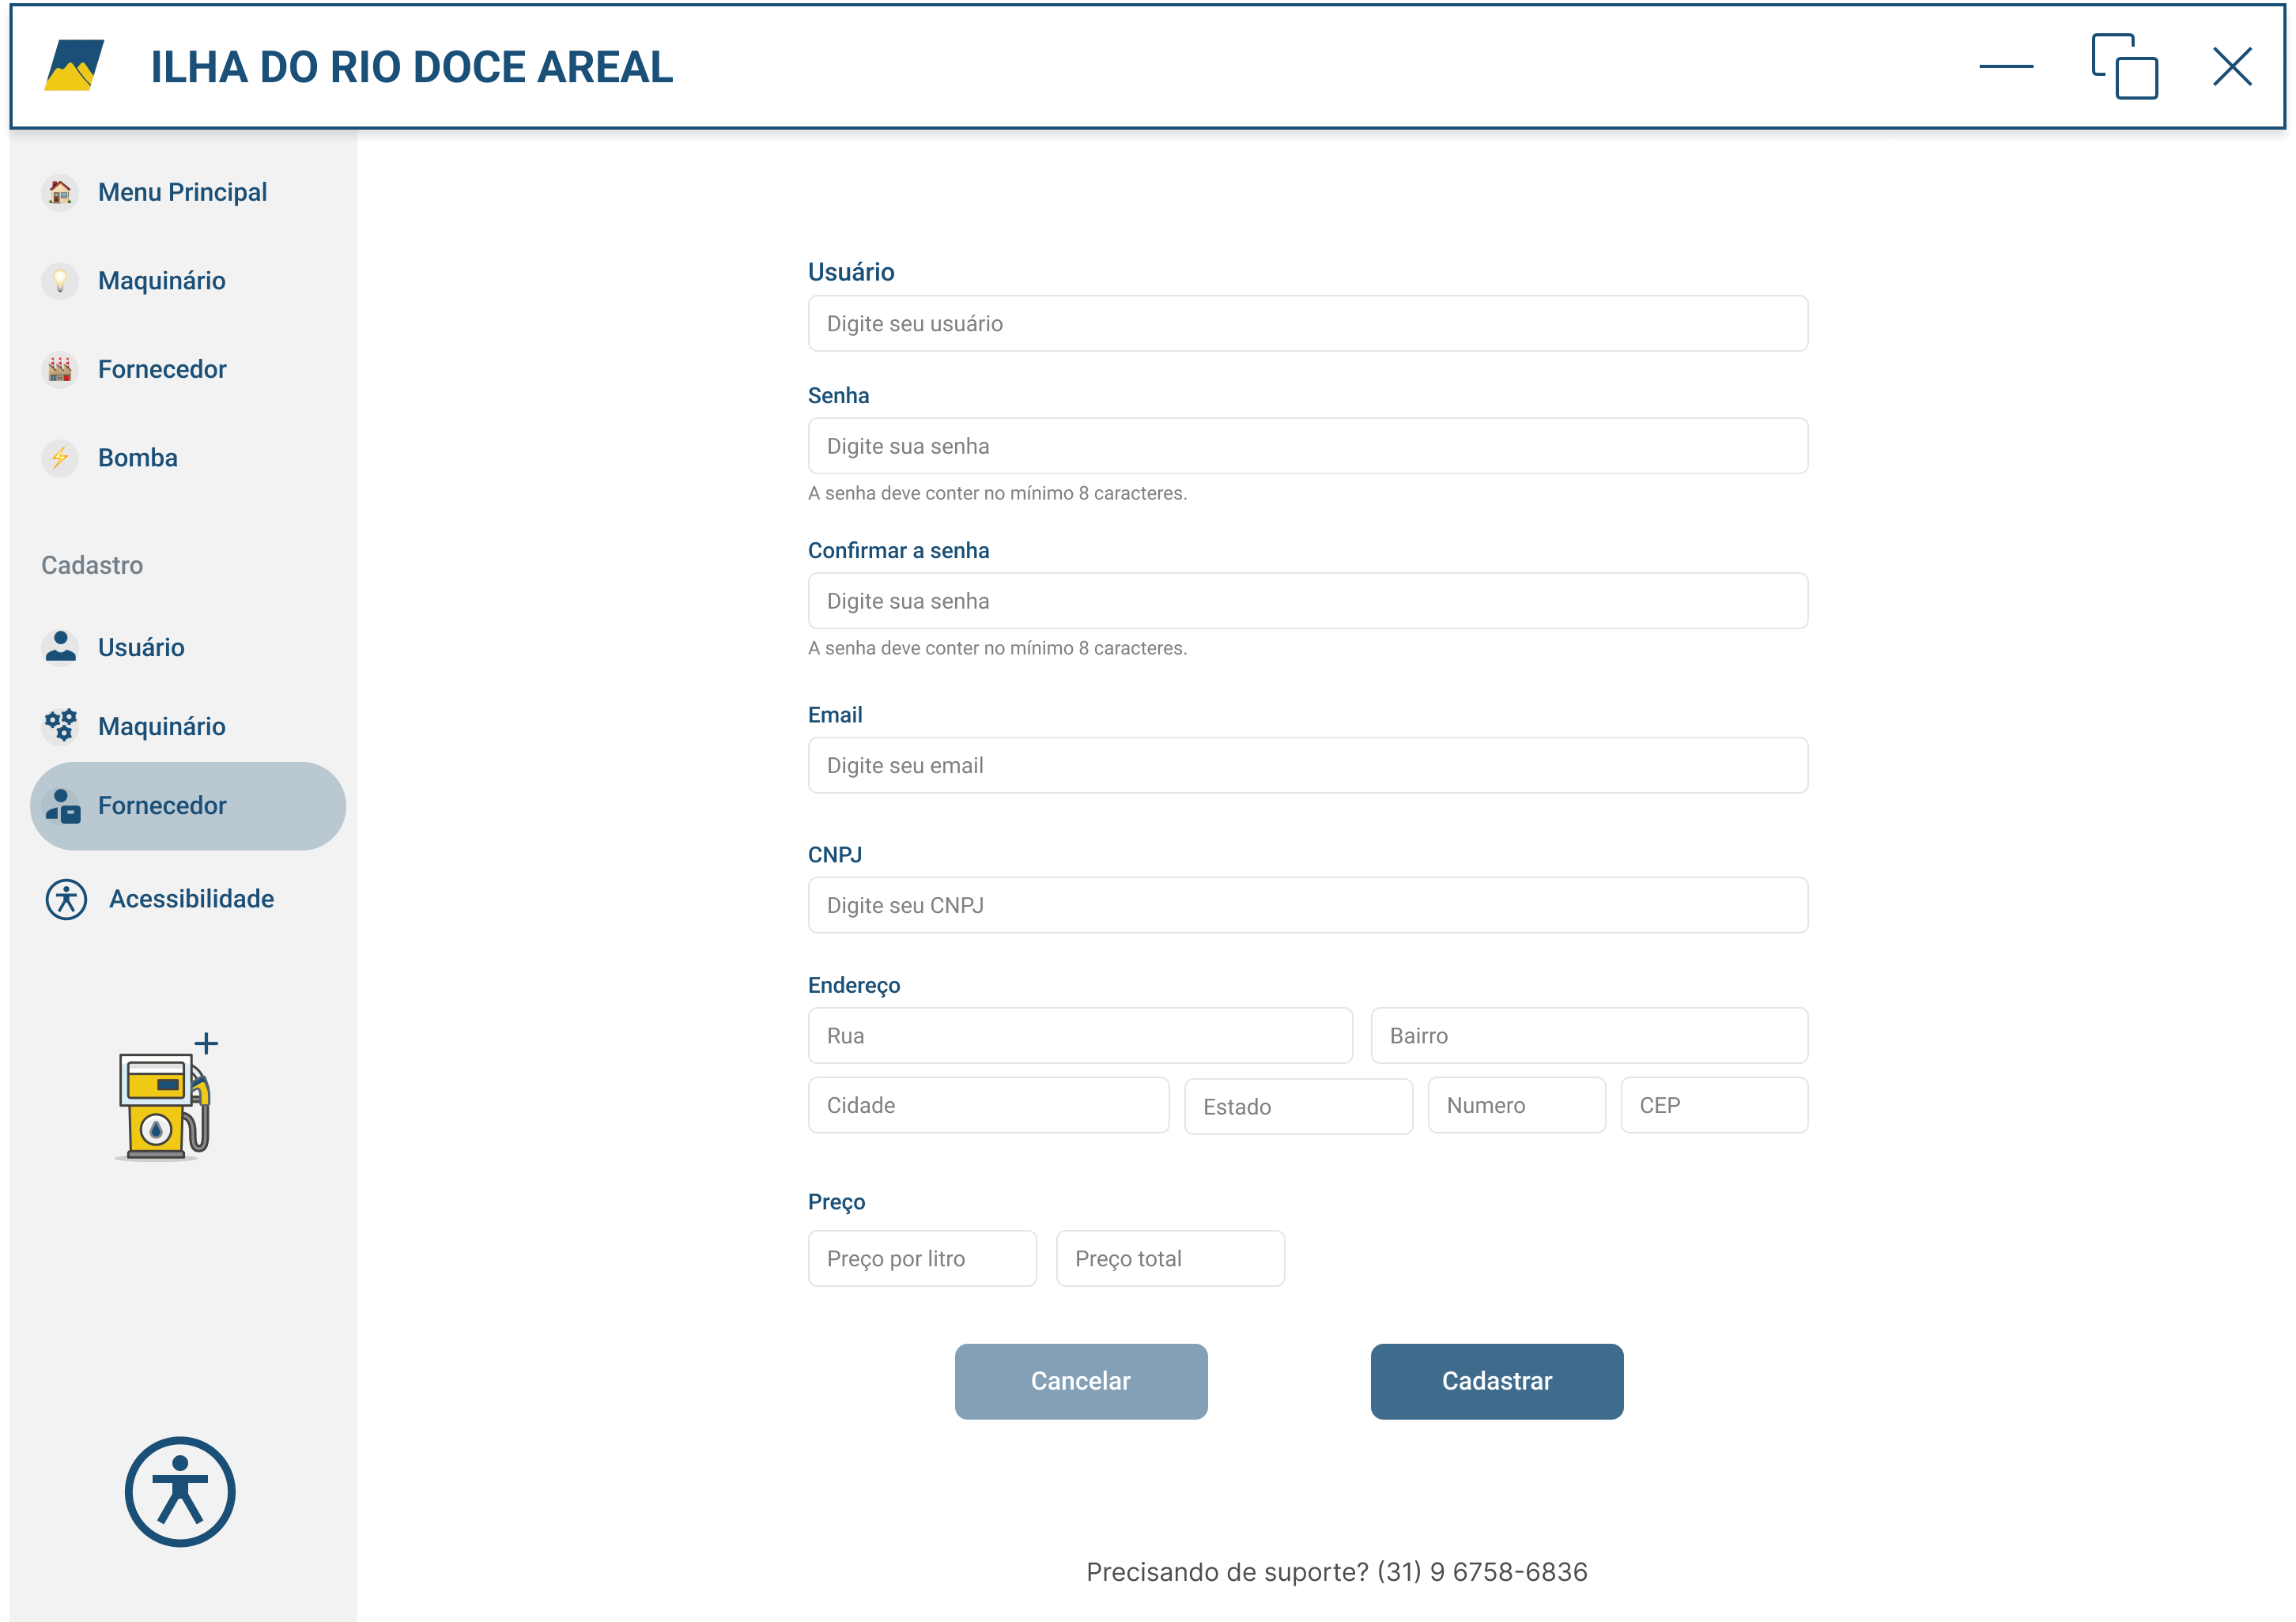 ILHA DO RIO DOCE AREAL
Menu Principal
Maquinário
Fornecedor
Bomba
Cadastro
Usuário
Maquinário
Fornecedor
Acessibilidade
Usuário
Digite seu usuário
Senha
Digite sua senha
A senha deve conter no mínimo 8 caracteres.
Confirmar a senha
Digite sua senha
A senha deve conter no mínimo 8 caracteres.
Email
Digite seu email
CNPJ
Digite seu CNPJ
Endereço
Rua Bairro
Cidade Estado Numero CEP
Preço
Preço por litro Preço total
Cancelar Cadastrar
Precisando de suporte? (31) 9 6758-6836